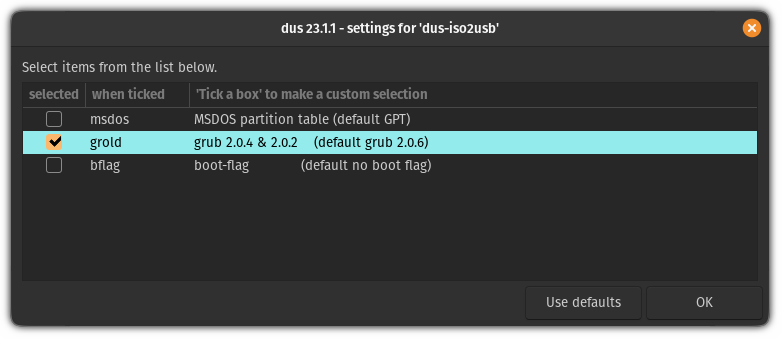 dus 23.1.1 - settings for 'dus-iso2usb'
Select items from the list below.
selected when ticked 'Tick a box' to make a custom selection
msdos MSDOS partition table (default GPT)
grold grub 2.0.4 & 2.0.2 (default grub 2.0.6)
bflag boot-flag (default no boot flag)
Use defaults OK